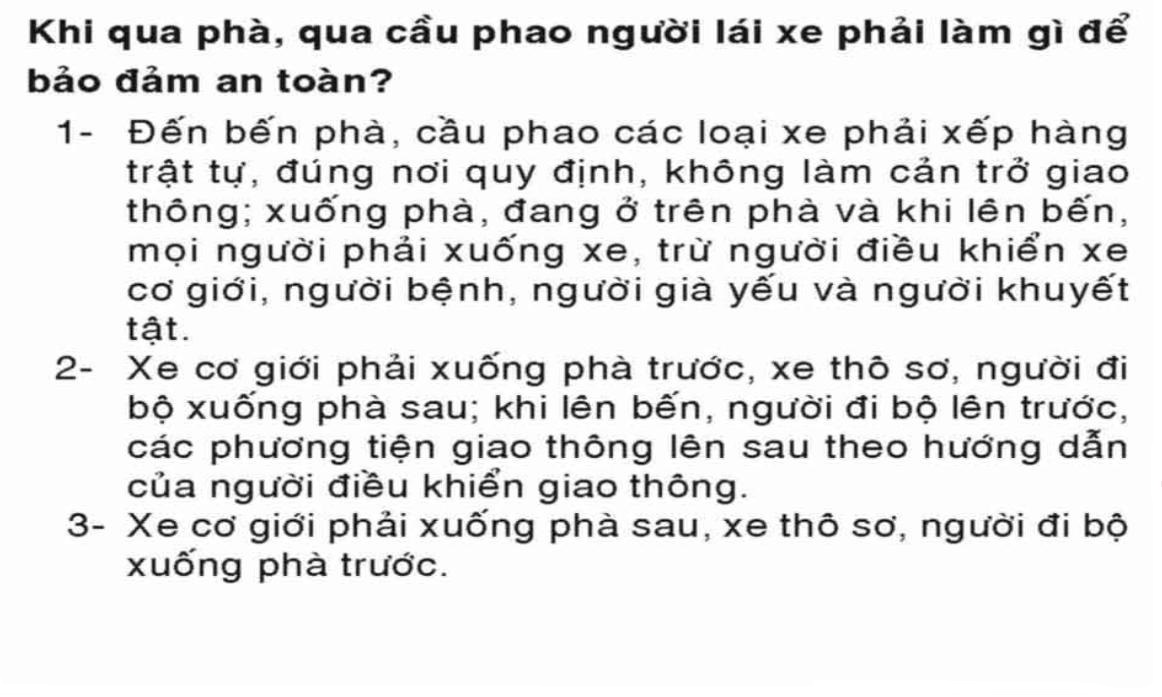 Khi qua phà, qua cầu phao người lái xe phải làm gì để
bảo đảm an toàn?
1- Đến bến phà, cầu phao các loại xe phải xếp hàng
trật tự, đúng nơi quy định, không làm cản trở giao
thông; xuống phà, đang ở trên phà và khi lên bến,
mọi người phải xuống xe, trừ người điều khiển xe
cơ giới, người bệnh, người già yếu và người khuyết
tật.
2- Xe cơ giới phải xuống phà trước, xe thô sơ, người đi
bộ xuống phà sau; khi lên bến, người đi bộ lên trước,
các phương tiện giao thông lên sau theo hướng dẫn
của người điều khiển giao thông.
3- Xe cơ giới phải xuống phà sau, xe thô sơ, người đi bộ
xuống phà trước.